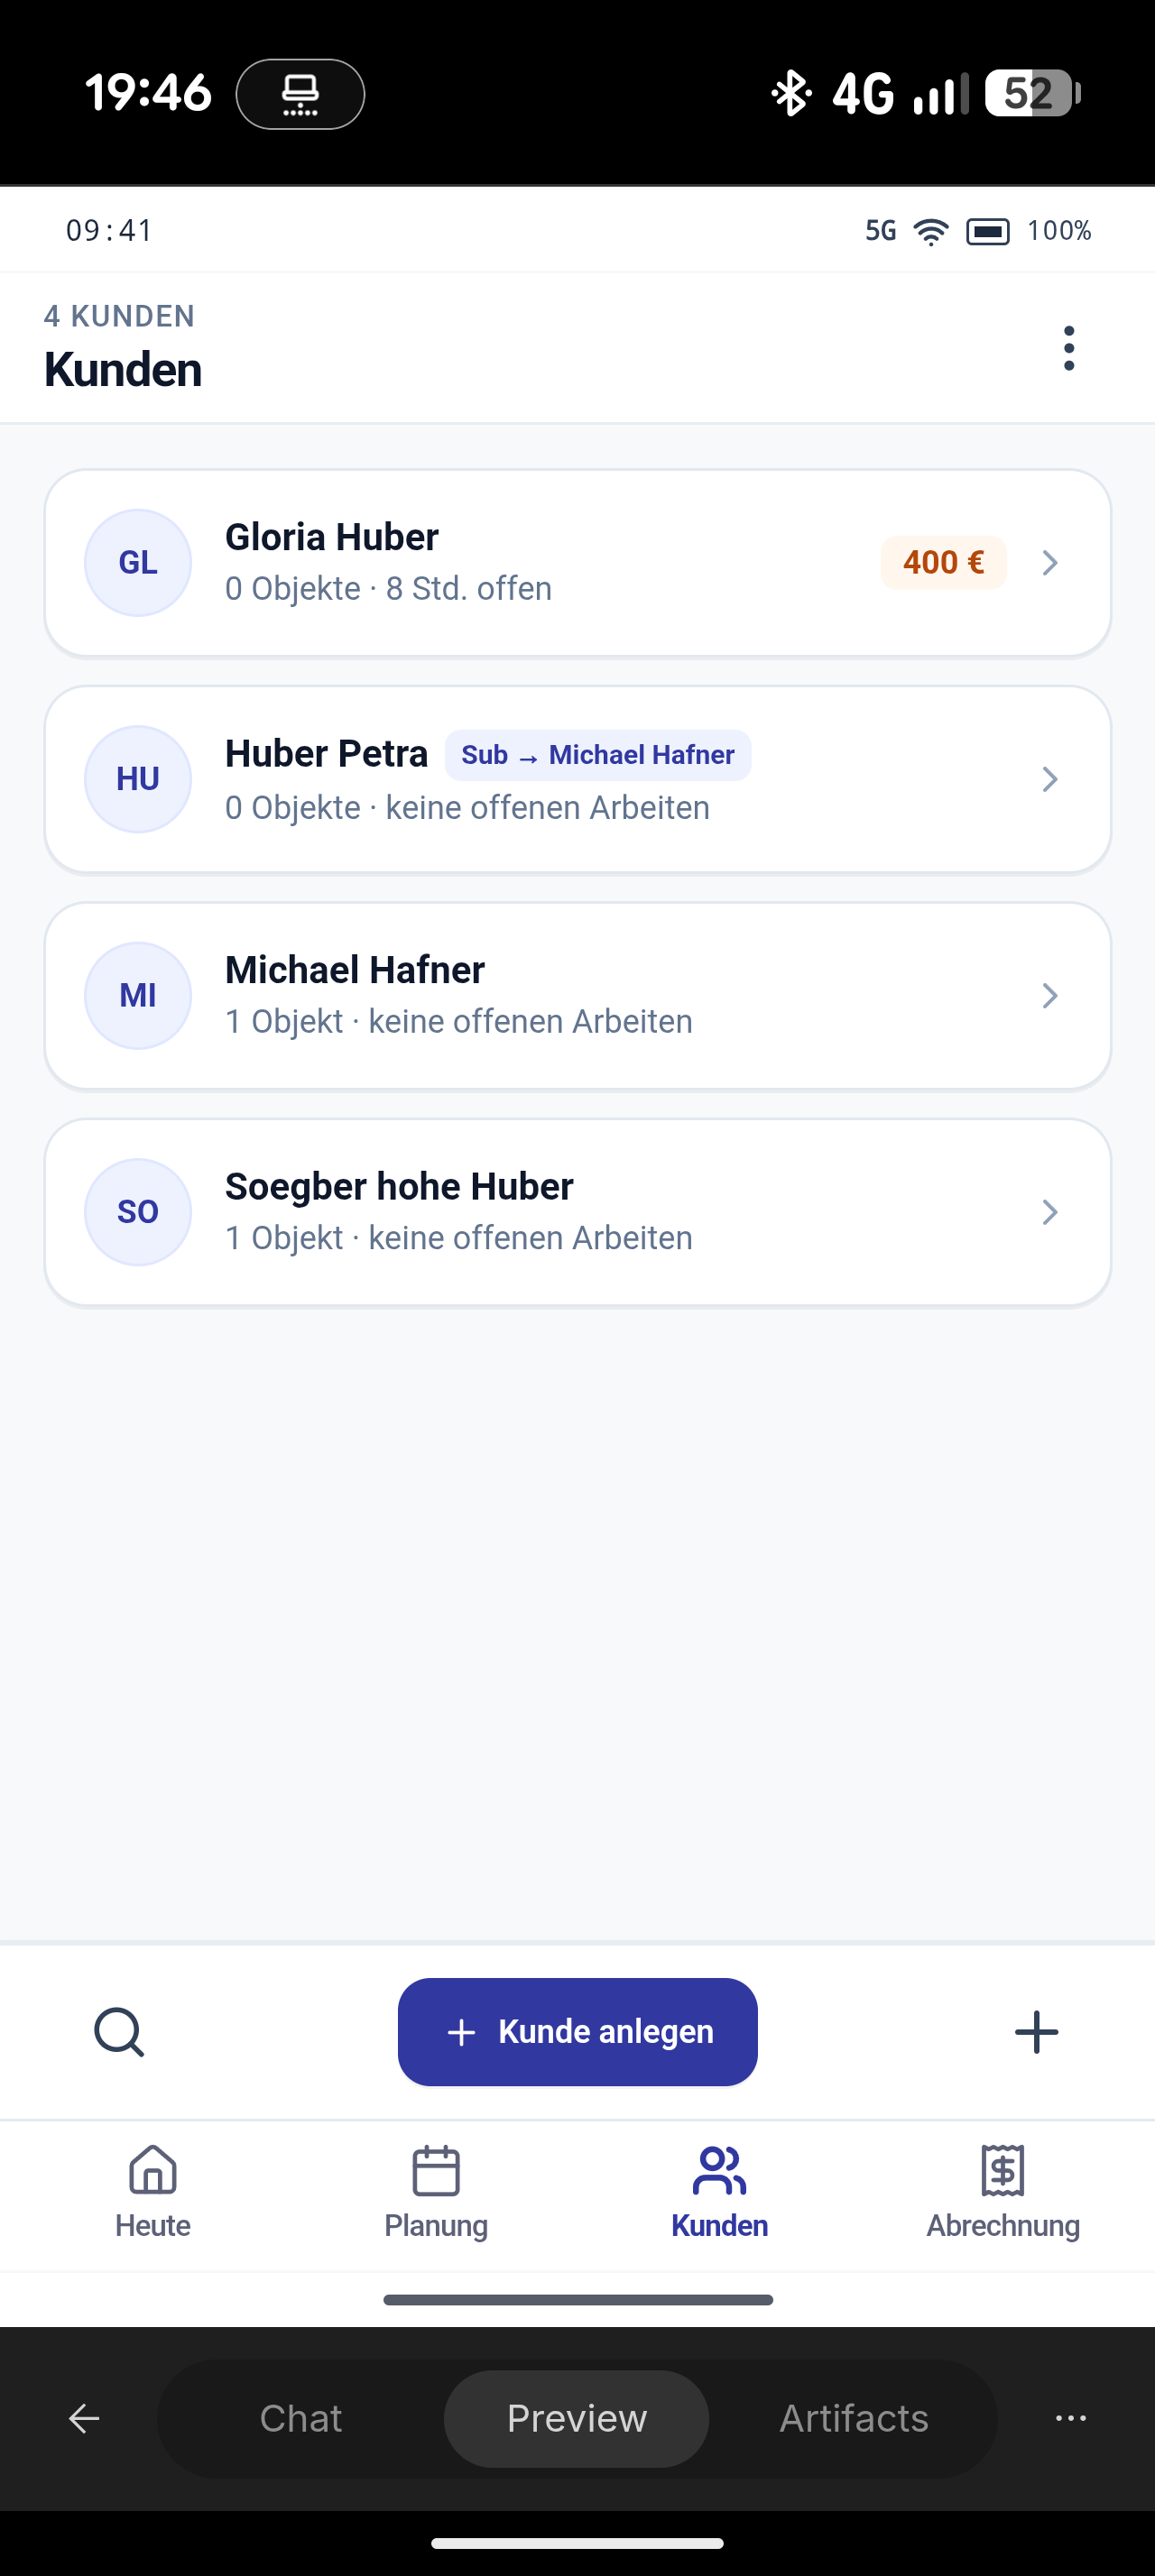 19:46
4G
52
09:41
5G
100%
4 KUNDEN
Kunden
GL
Gloria Huber
0 Objekte · 8 Std. offen
400 €
HU
Huber Petra
Sub → Michael Hafner
0 Objekte · keine offenen Arbeiten
MI
Michael Hafner
1 Objekt · keine offenen Arbeiten
SO
Soegber hohe Huber
1 Objekt · keine offenen Arbeiten
Kunde anlegen
Heute
Planung
Kunden
Abrechnung
Chat
Preview
Artifacts